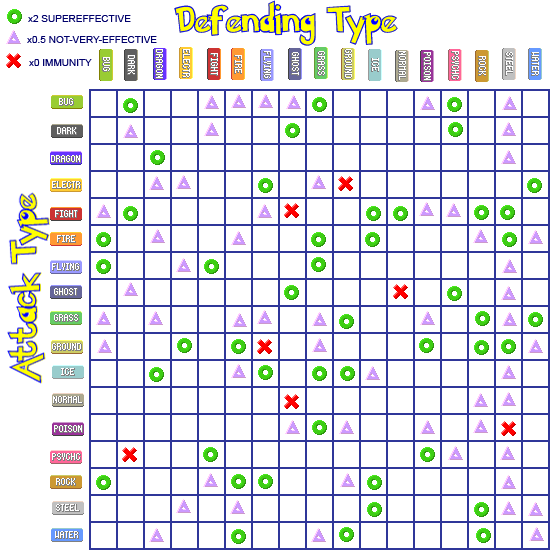 Defending Type
x2 SUPEREFFECTIVE
x0.5 NOT-VERY-EFFECTIVE
x0 IMMUNITY
BUG DARK DRAGON ELECTR FIGHT FIRE FLYING GHOST GRASS GROUND ICE NORMAL POISON PSYCHC ROCK STEEL WATER
Attack Type
BUG
DARK
DRAGON
ELECTR
FIGHT
FIRE
FLYING
GHOST
GRASS
GROUND
ICE
NORMAL
POISON
PSYCHC
ROCK
STEEL
WATER